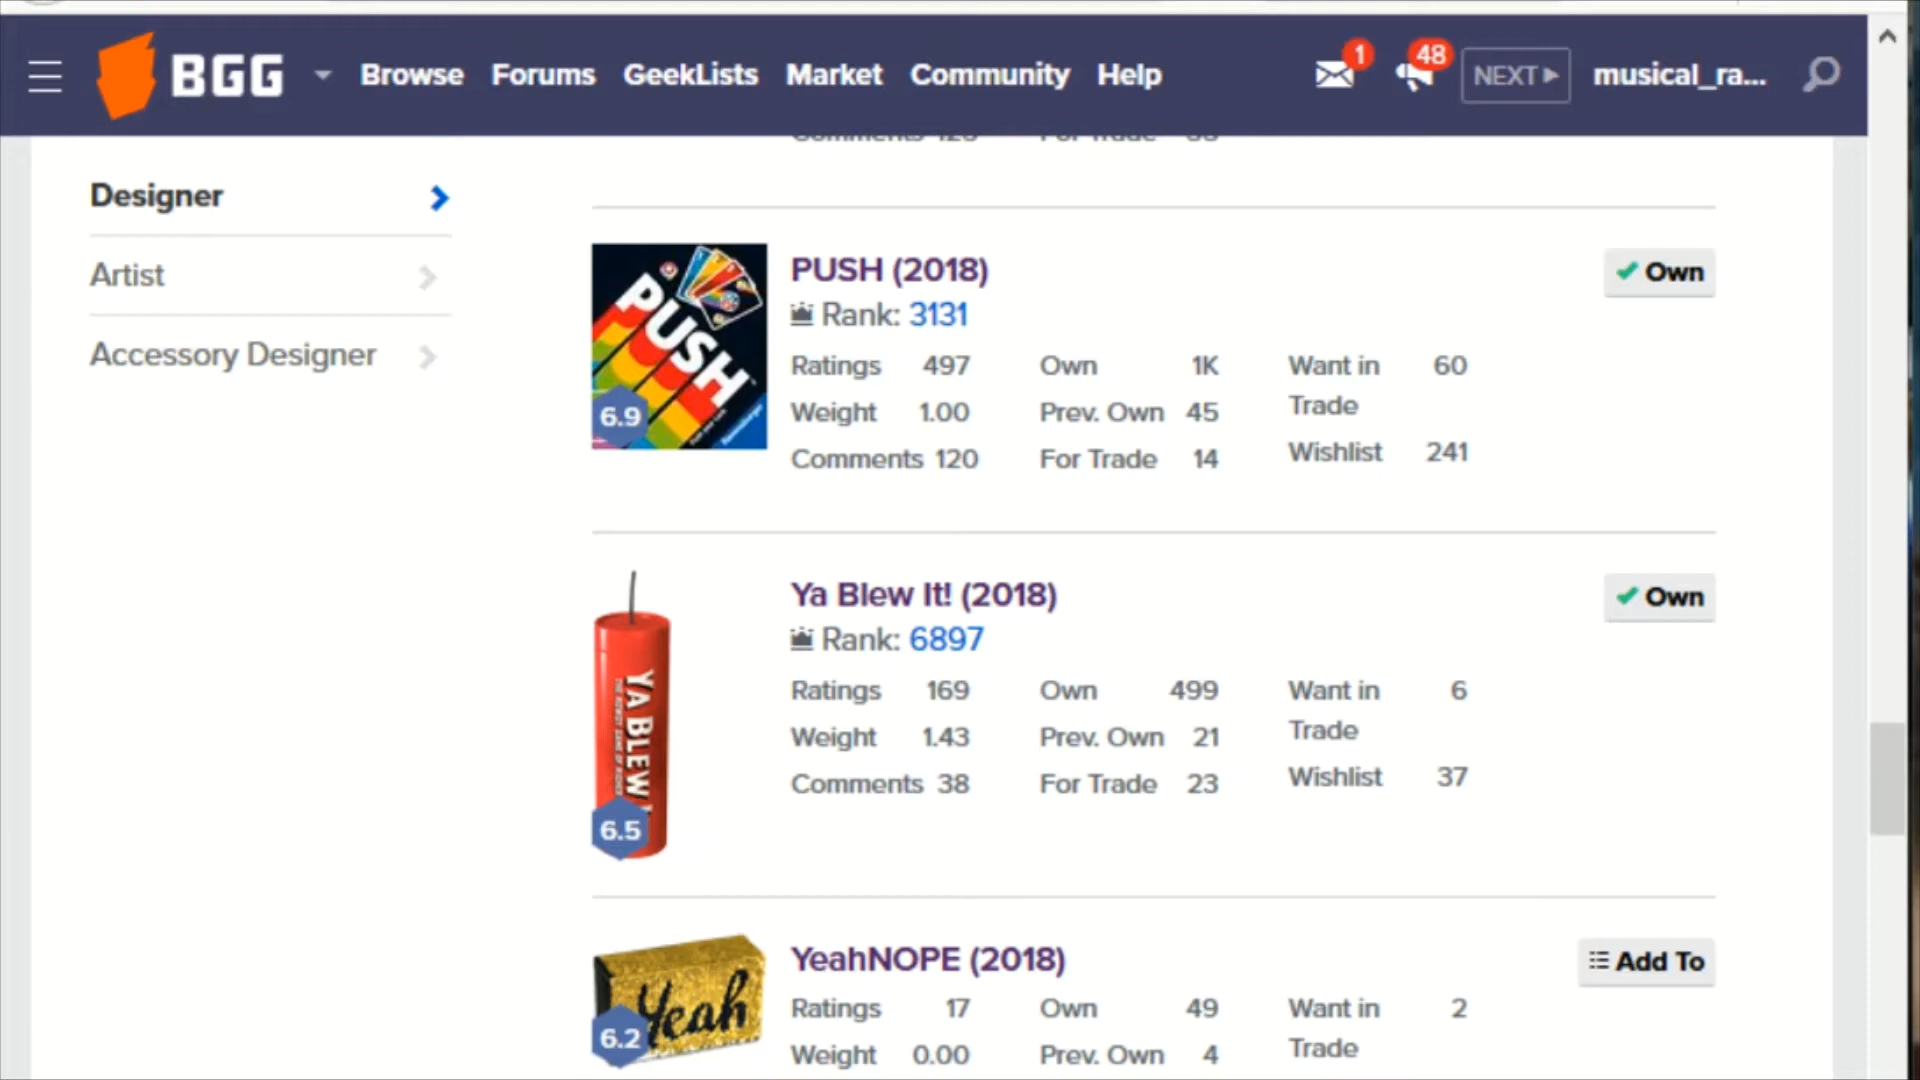 BGG Browse Forums GeekLists Market Community Help 1 48 NEXT musical_ra...
Designer
Artist
Accessory Designer
Comments 120 For Trade
PUSH
6.9
PUSH (2018)
Own
Rank: 3131
Ratings 497 Own 1K Want in Trade 60
Weight 1.00 Prev. Own 45
Comments 120 For Trade 14 Wishlist 241
YA BLEW
6.5
Ya Blew It! (2018)
Own
Rank: 6897
Ratings 169 Own 499 Want in Trade 6
Weight 1.43 Prev. Own 21
Comments 38 For Trade 23 Wishlist 37
Yeah
6.2
YeahNOPE (2018)
Add To
Ratings 17 Own 49 Want in Trade 2
Weight 0.00 Prev. Own 4